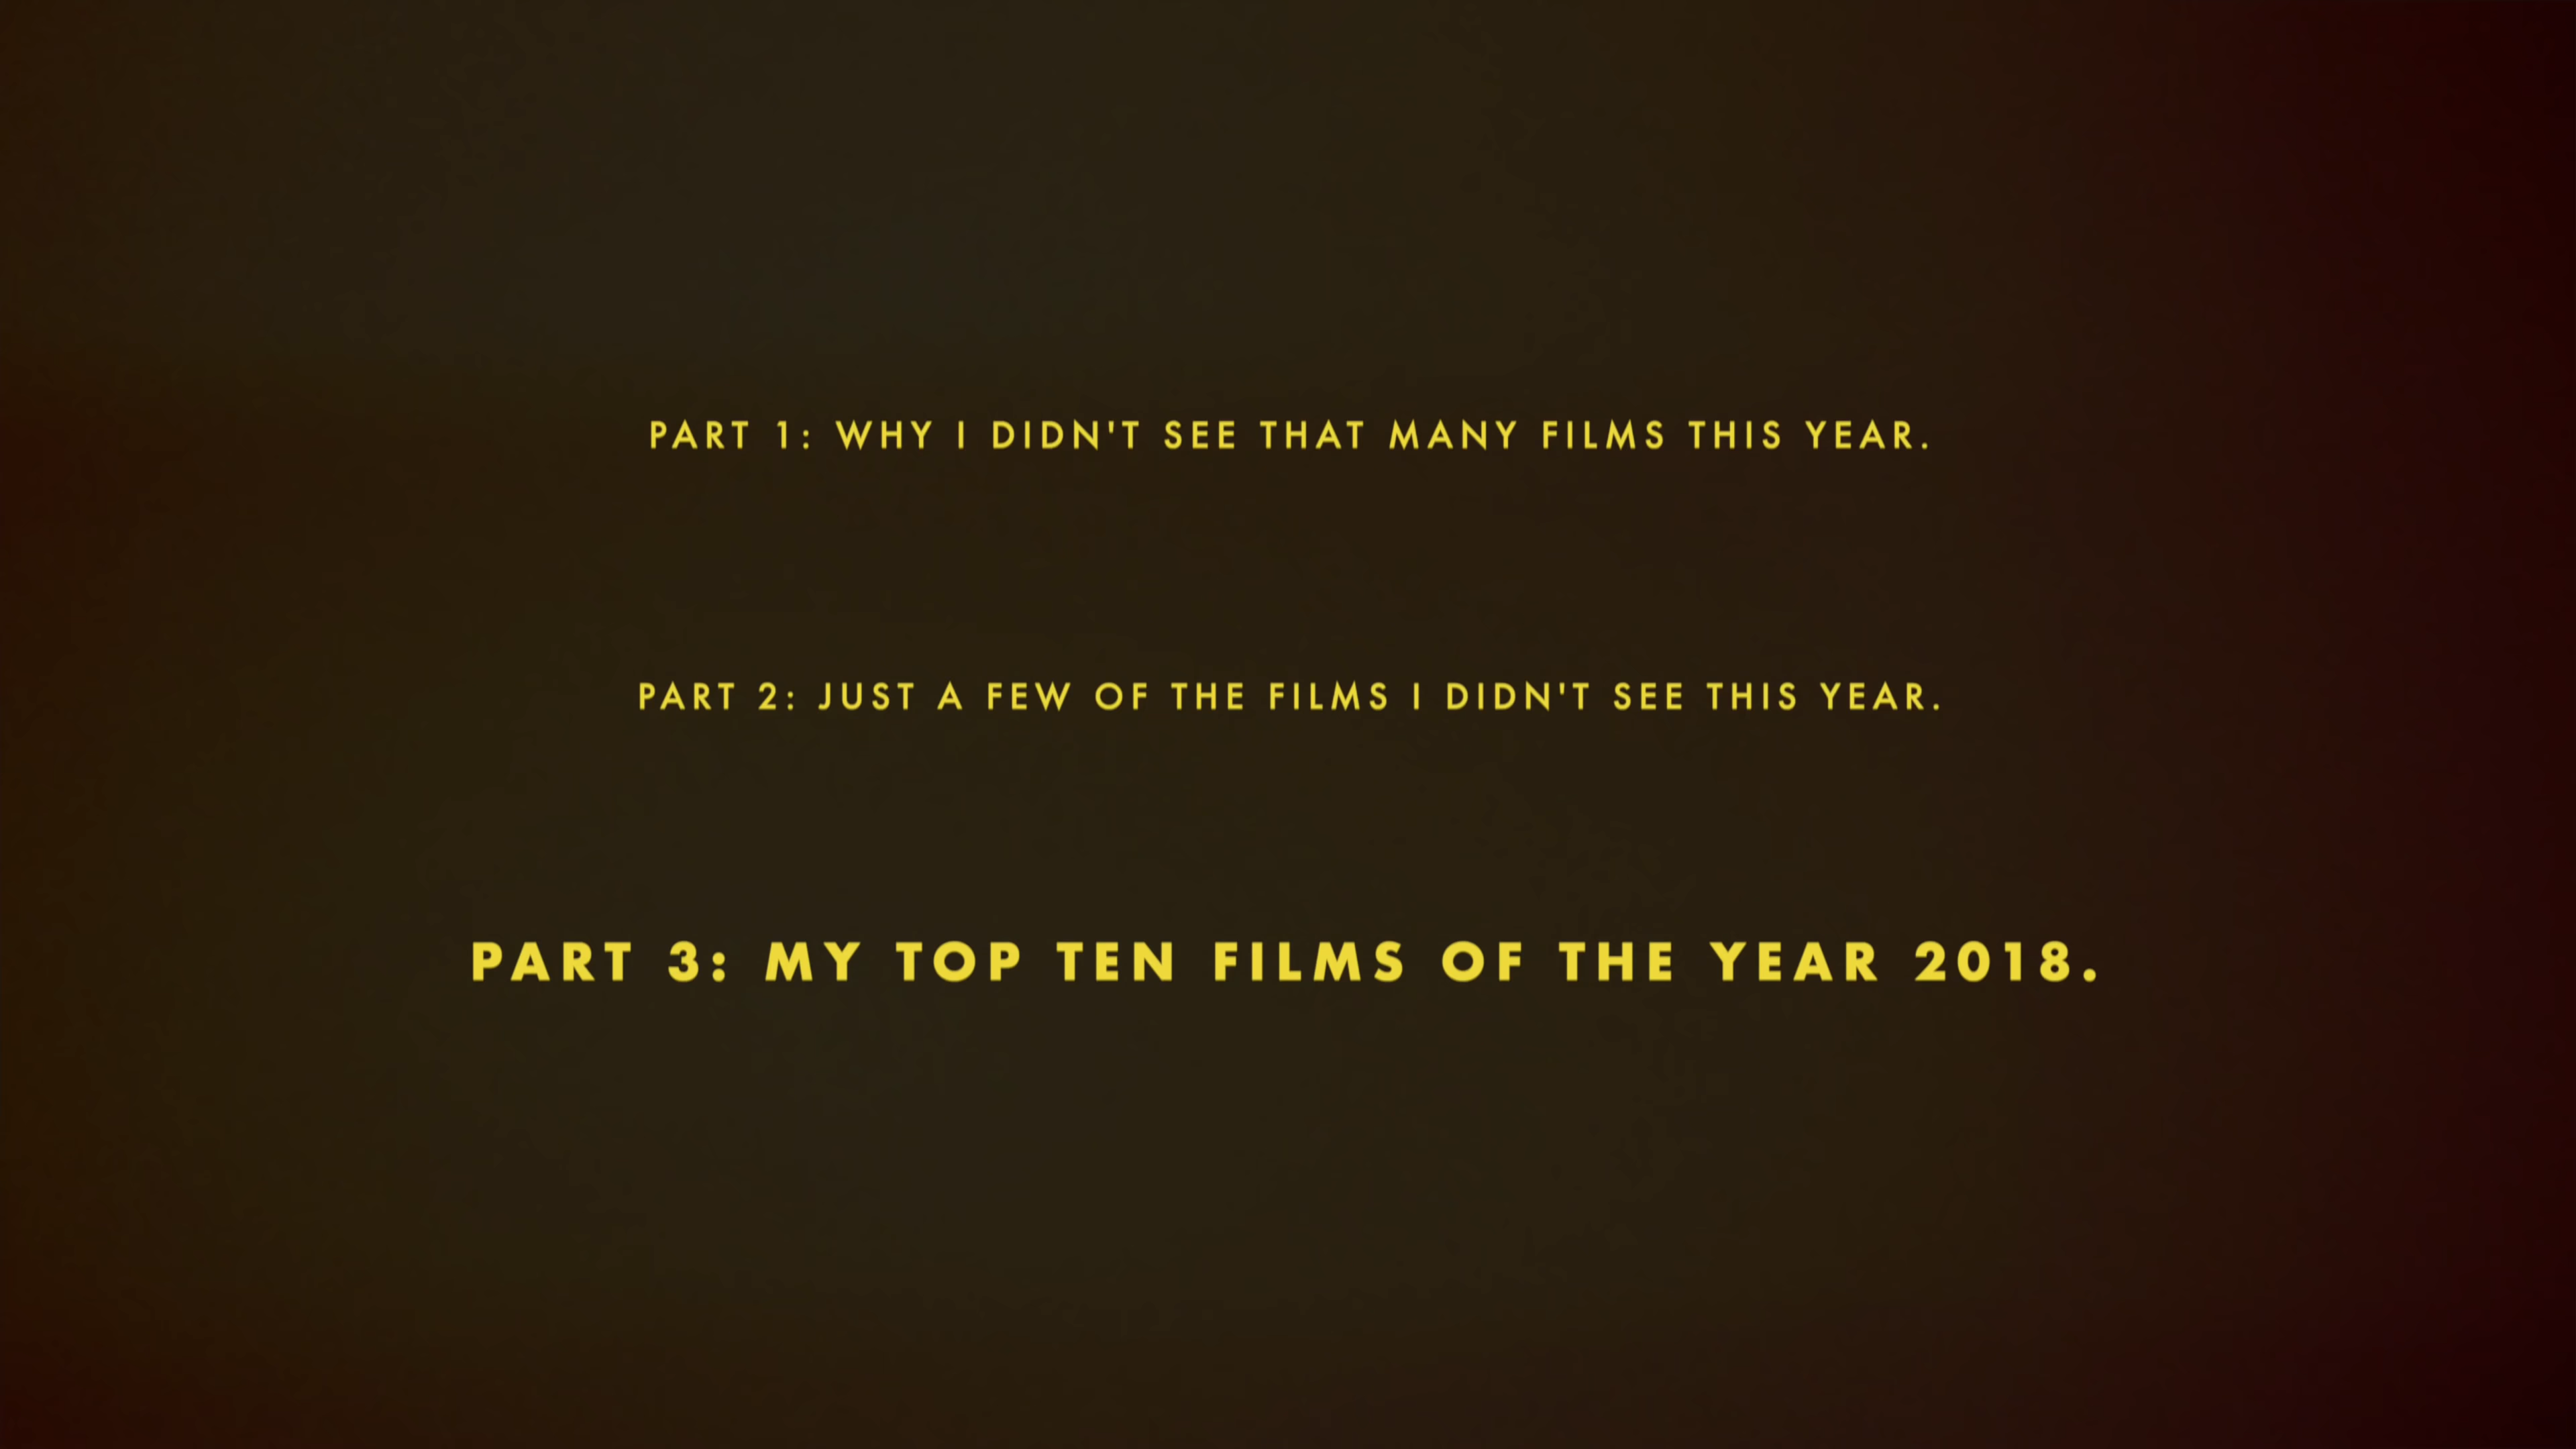 PART 1: WHY I DIDN'T SEE THAT MANY FILMS THIS YEAR.
PART 2: JUST A FEW OF THE FILMS I DIDN'T SEE THIS YEAR.
PART 3: MY TOP TEN FILMS OF THE YEAR 2018.